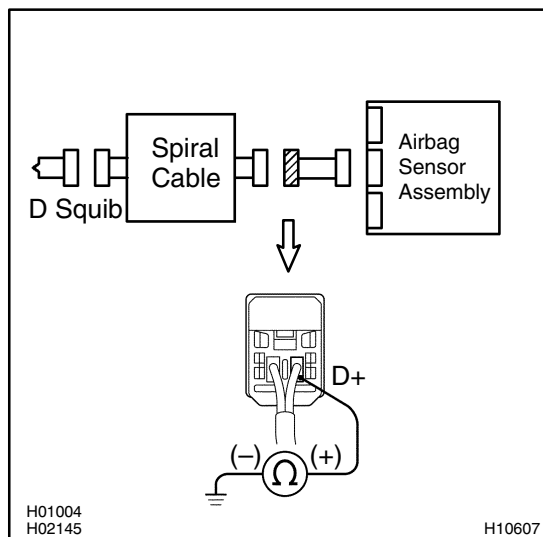 Spiral
Cable
Airbag
Sensor
Assembly
D Squib
D+
(−)
Ω
(+)
H01004
H02145
H10607